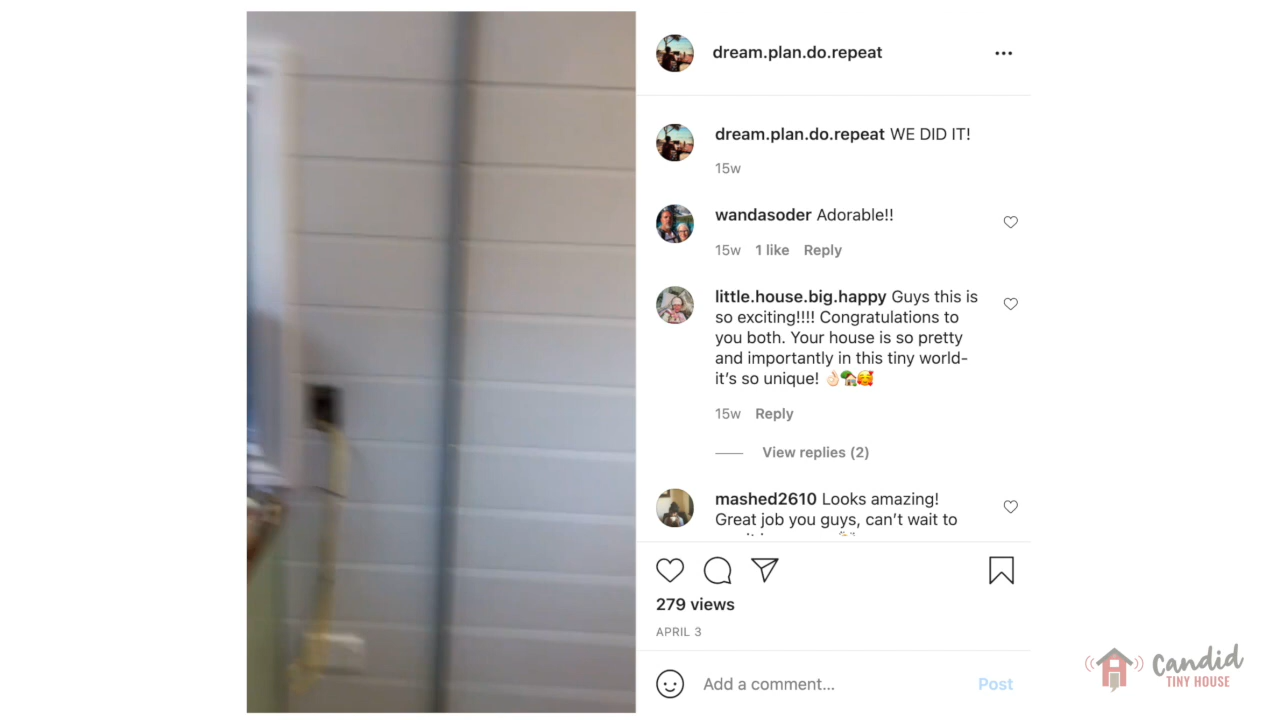 dream.plan.do.repeat
dream.plan.do.repeat WE DID IT!
15w
wandasoder Adorable!!
15w 1 like Reply
little.house.big.happy Guys this is
so exciting!!!! Congratulations to
you both. Your house is so pretty
and importantly in this tiny world-
it's so unique! 👌🏻🏡🥰
15w Reply
View replies (2)
mashed2610 Looks amazing!
Great job you guys, can't wait to
279 views
APRIL 3
Add a comment... Post
Candid
TINY HOUSE